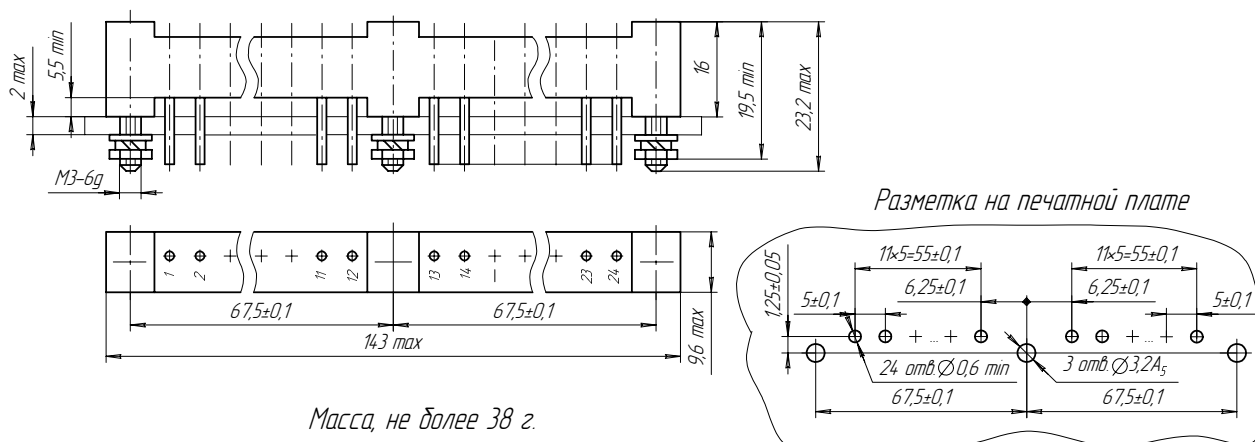 2 max
5,5 min
16
19,5 min
23,2 max
М3-6g
1
2
11
12
13
14
23
24
67,5±0,1
67,5±0,1
143 max
9,6 max
Масса, не более 38 г.
Разметка на печатной плате
11×5=55±0,1
11×5=55±0,1
1,25±0,05
5±0,1
6,25±0,1
6,25±0,1
5±0,1
...
...
24 отв. ∅0,6 min
3 отв. ∅3,2А₅
67,5±0,1
67,5±0,1